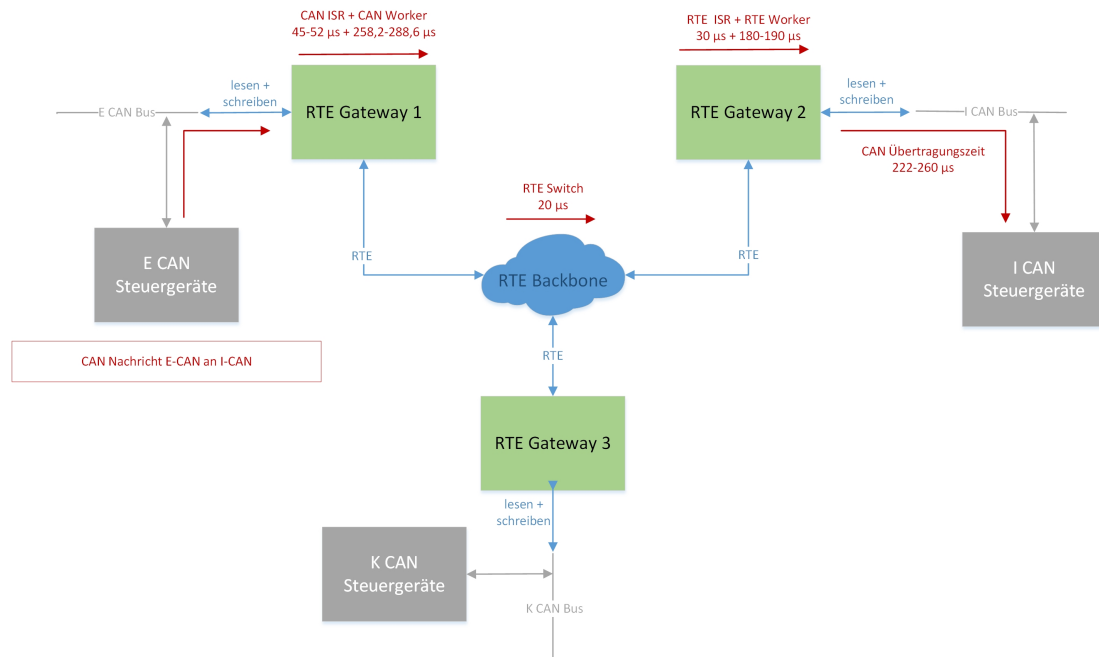 CAN ISR + CAN Worker
45-52 µs + 258,2-288,6 µs
RTE ISR + RTE Worker
30 µs + 180-190 µs
lesen +
schreiben
E CAN Bus
RTE Gateway 1
RTE Gateway 2
lesen +
schreiben
I CAN Bus
CAN Übertragungszeit
222-260 µs
RTE Switch
20 µs
E CAN
Steuergeräte
RTE
RTE Backbone
RTE
I CAN
Steuergeräte
CAN Nachricht E-CAN an I-CAN
RTE
RTE Gateway 3
lesen +
schreiben
K CAN
Steuergeräte
K CAN Bus